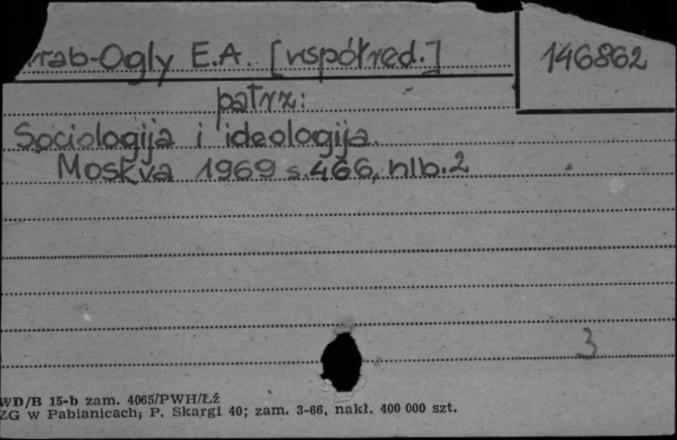 rab-Ogly E.A. [współred.]
146862
patrz:
Sociologija i ideologija.
Moskva 1969 s. 466, nlb. 2
3
WD/B 15-b zam. 4065/PWH/Łź
ZG w Pabianicach, P. Skargi 40; zam. 3-66, nakł. 400 000 szt.